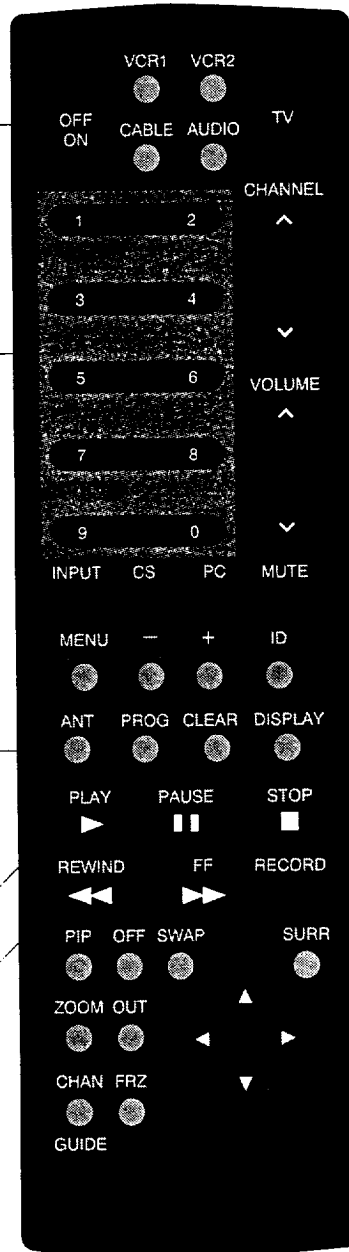 VCR1 VCR2
OFF
ON
CABLE AUDIO
TV
CHANNEL
1 2
3 4
5 6
VOLUME
7 8
9 0
INPUT CS PC MUTE
MENU – + ID
ANT PROG CLEAR DISPLAY
PLAY PAUSE STOP
REWIND FF RECORD
PIP OFF SWAP SURR
ZOOM OUT
CHAN FRZ
GUIDE